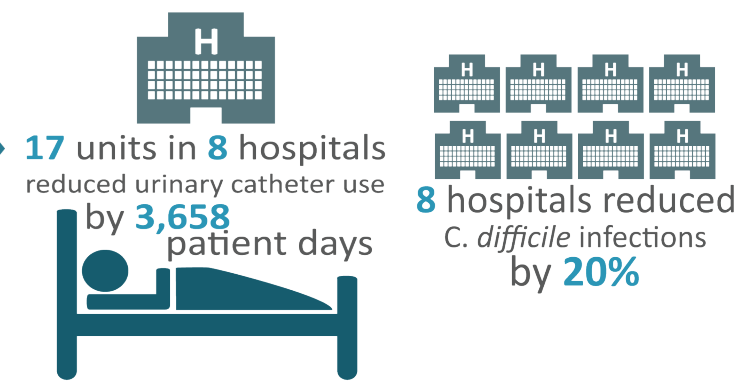 H
17 units in 8 hospitals
reduced urinary catheter use
by 3,658
patient days
H H H H
H H H H
8 hospitals reduced
C. difficile infections
by 20%